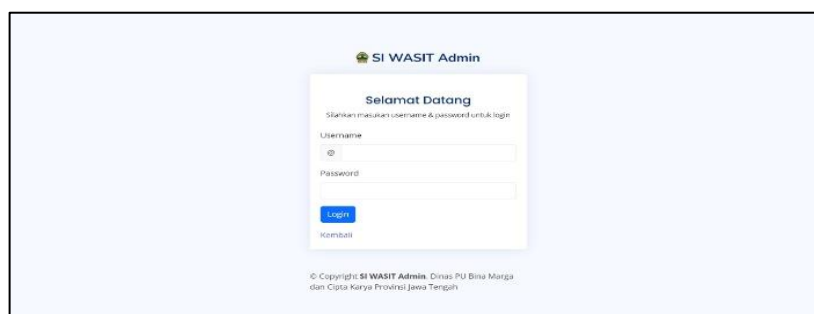 SI WASIT Admin
Selamat Datang
Silahkan masukan username & password untuk login
Username
@
Password
Login
Kembali
© Copyright SI WASIT Admin. Dinas PU Bina Marga
dan Cipta Karya Provinsi Jawa Tengah